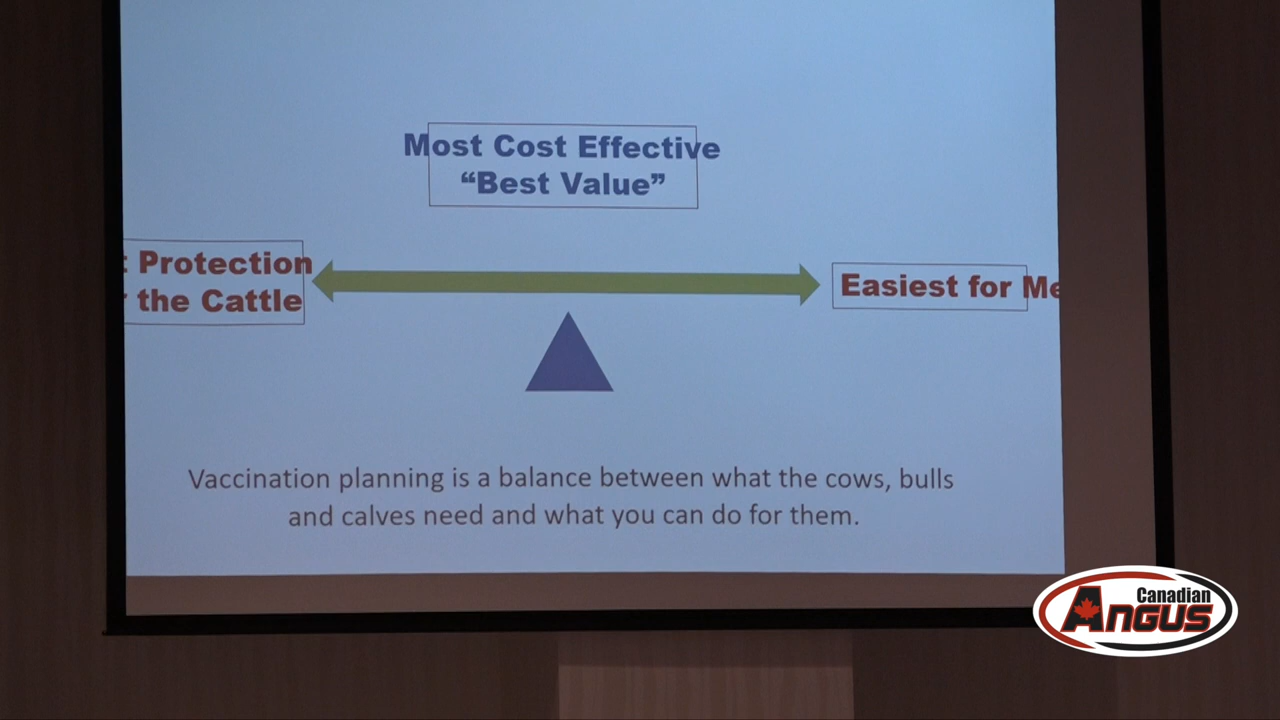 Most Cost Effective
“Best Value”
Protection
the Cattle
Easiest for Me
Vaccination planning is a balance between what the cows, bulls
and calves need and what you can do for them.
Canadian
Angus